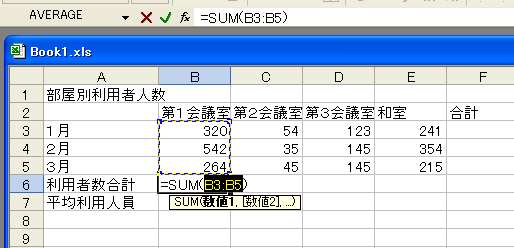 AVERAGE fx =SUM(B3:B5)
Book1.xls
A B C D E F
1 部屋別利用者人数
2 第1会議室 第2会議室 第3会議室 和室 合計
3 1月 320 54 123 241
4 2月 542 35 145 354
5 3月 264 45 145 215
6 利用者数合計 =SUM(B3:B5)
7 平均利用人員 SUM(数値1, [数値2], ...)